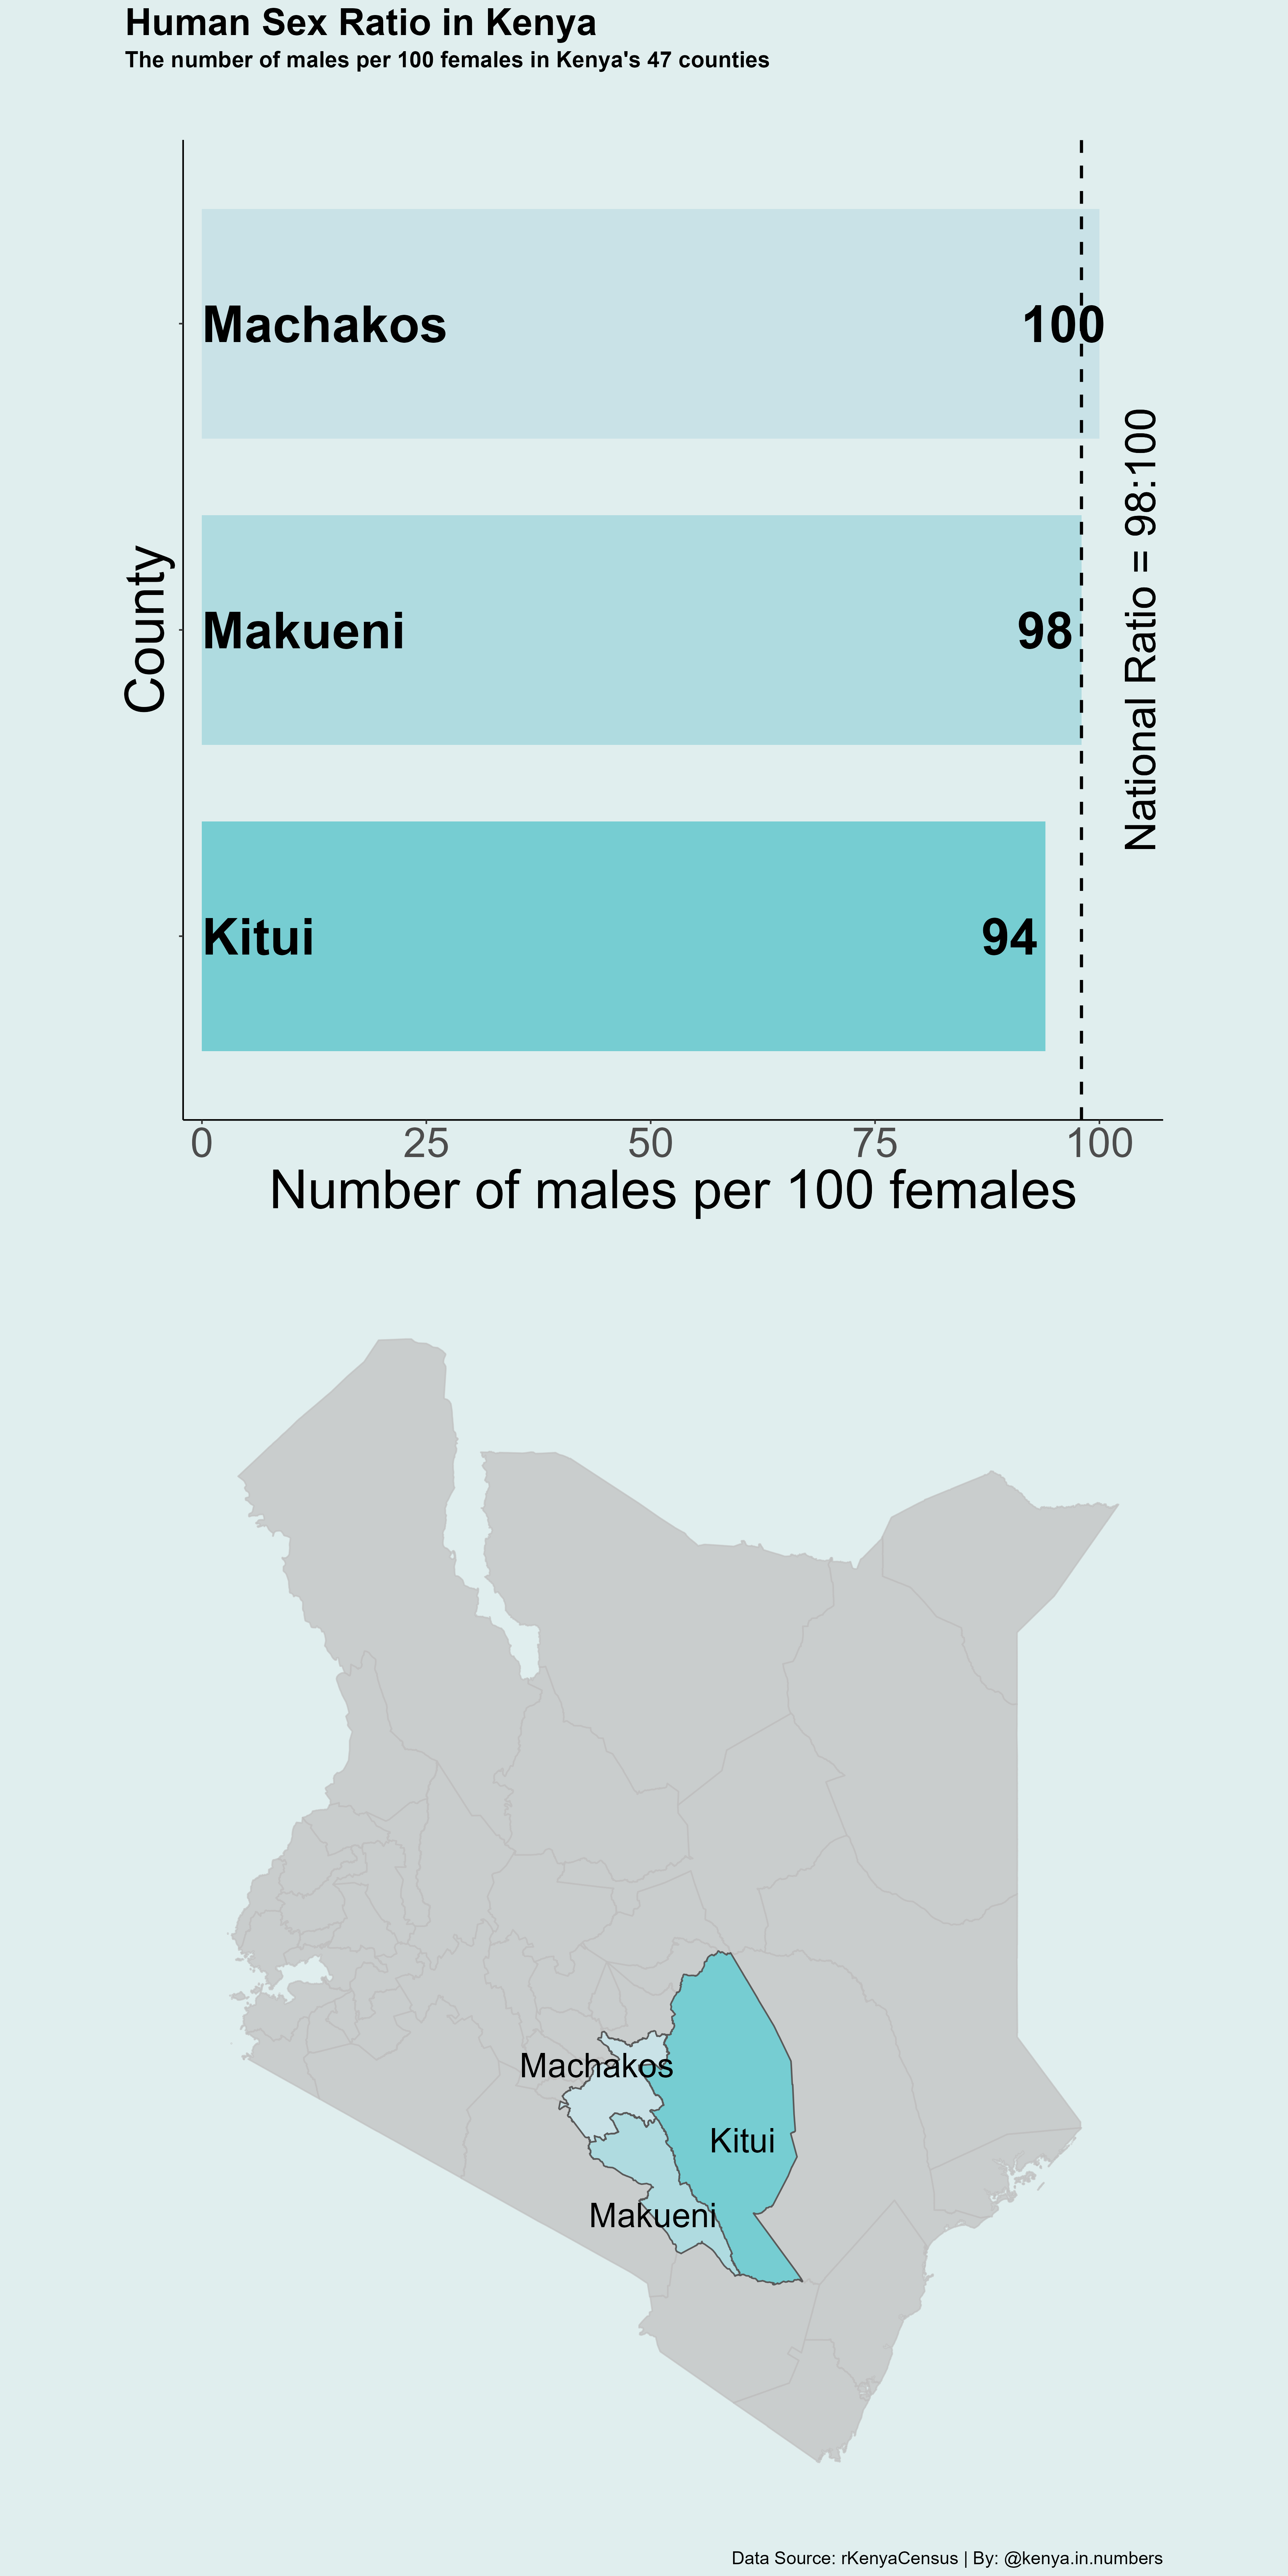 Human Sex Ratio in Kenya
The number of males per 100 females in Kenya's 47 counties
County
Machakos
100
Makueni
98
Kitui
94
National Ratio = 98:100
0 25 50 75 100
Number of males per 100 females
Machakos
Kitui
Makueni
Data Source: rKenyaCensus | By: @kenya.in.numbers